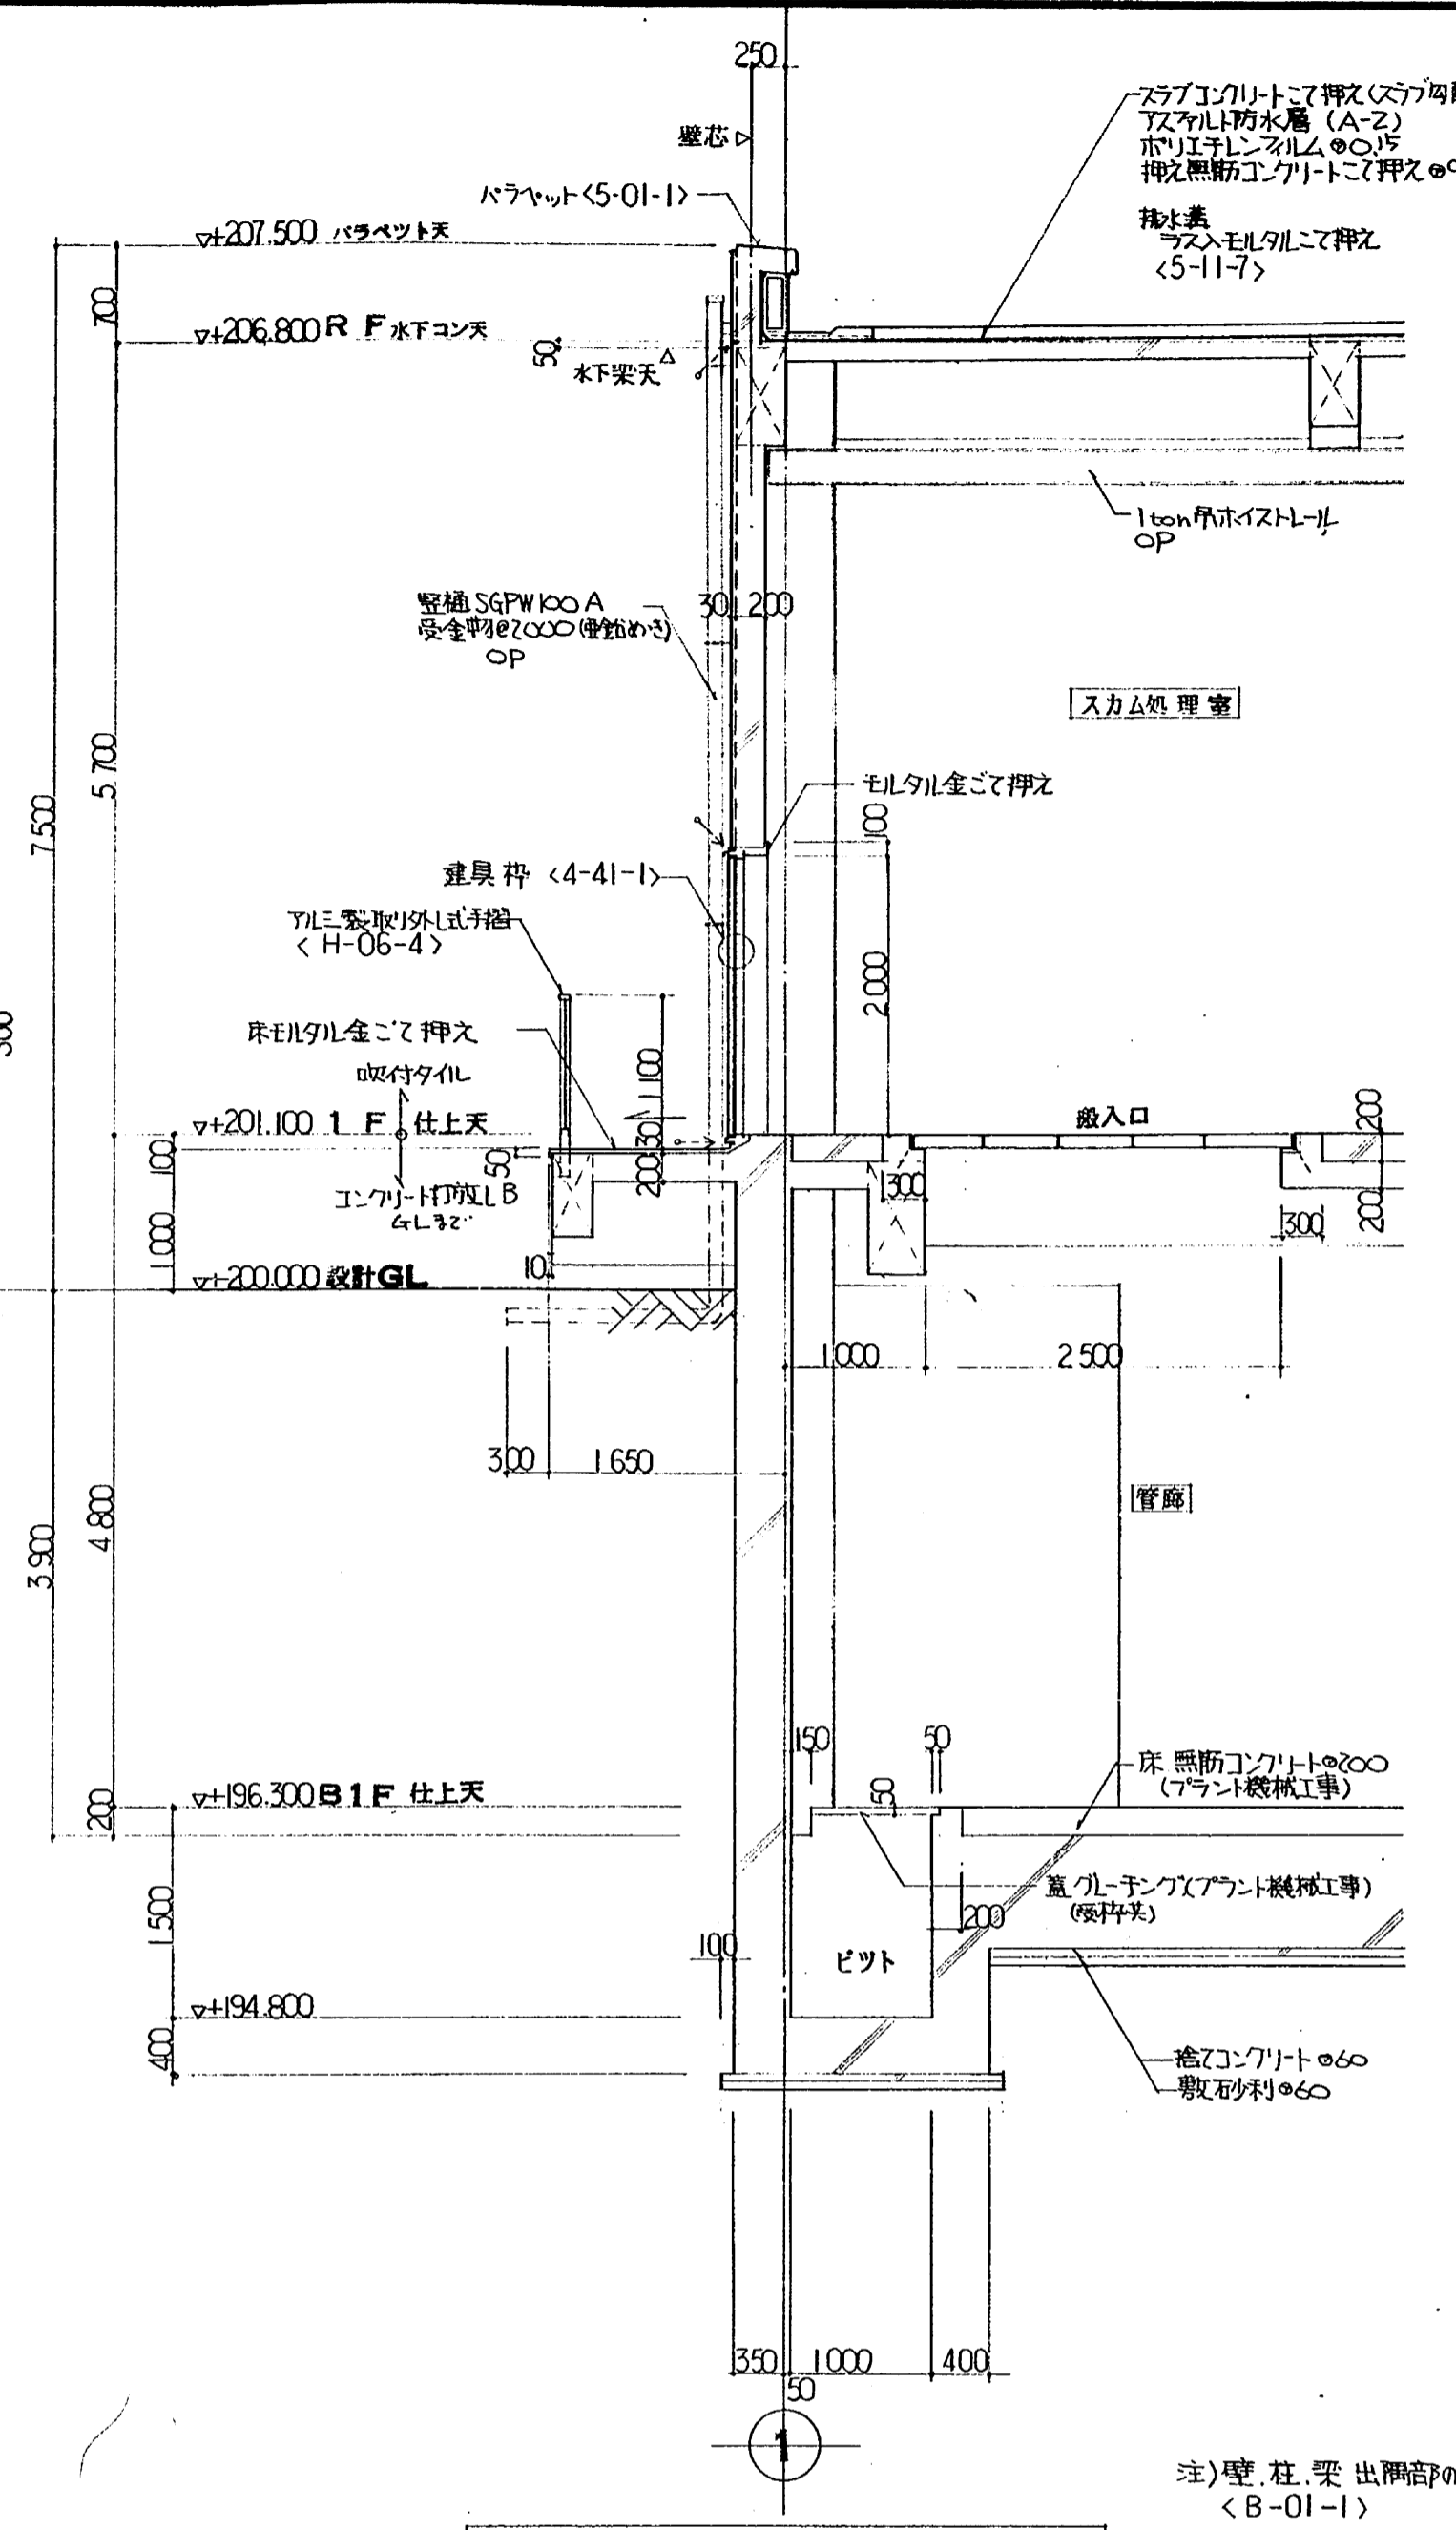 250
スラブコンクリートこて押え(スラブ勾
アスファルト防水層 (A-2)
ポリエチレンフィルム⌀0.15
押え無筋コンクリートこて押え⌀
排水溝
ラス入モルタルこて押え
<5-11-7>
壁芯
パラペット<5-01-1>
▽+207.500 パラペット天
700
▽+206.800 R F 水下コン天
50
水下梁天
1ton吊ホイストレール
OP
竪樋 SGPW100A
受金物@2000(亜鉛めっき)
OP
30 200
スカム処理室
5 700
7 500
モルタル金ごて押え
100
建具枠 <4-41-1>
アルミ製取り外し式手摺
<H-06-4>
2 000
床モルタル金ごて押え
吹付タイル
1 100
▽+201.100 1 F 仕上天
搬入口
200
100
50
30
200
コンクリート打放しB
GLまで
300
300
200
1 000
10
▽+200.000 設計GL
1 000
2 500
300
1 650
管廊
4 800
3 900
150
50
床 無筋コンクリート⌀200
(プラント機械工事)
▽+196.300 B1F 仕上天
50
200
蓋 グレーチング(プラント機械工事)
(受枠共)
200
1 500
100
ピット
▽+194.800
400
捨てコンクリート⌀60
敷石砂利⌀60
350
1 000
400
50
1
注)壁.柱.梁 出隅部の
<B-01-1>